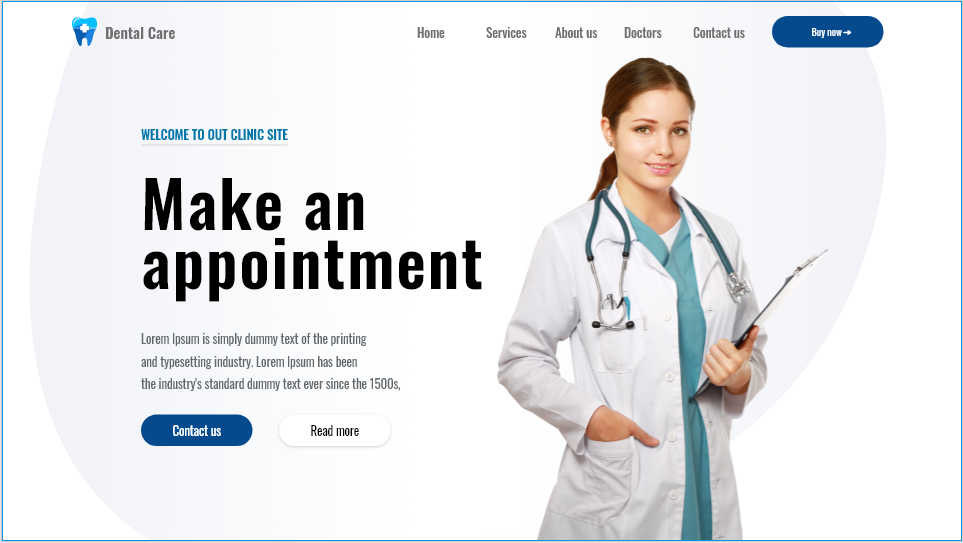 Dental Care
Home Services About us Doctors Contact us Buy now ➔
WELCOME TO OUT CLINIC SITE
Make an
appointment
Lorem Ipsum is simply dummy text of the printing
and typesetting industry. Lorem Ipsum has been
the industry's standard dummy text ever since the 1500s,
Contact us Read more